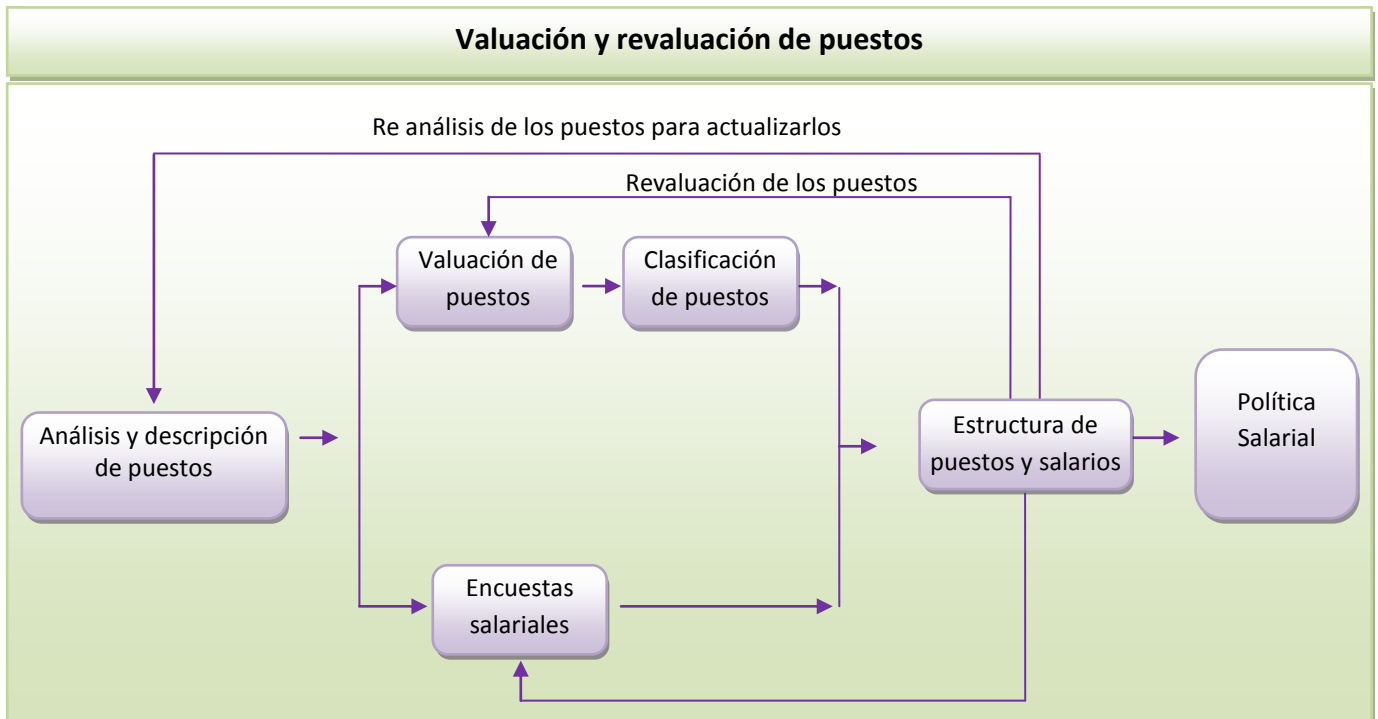 Valuación y revaluación de puestos
Re análisis de los puestos para actualizarlos
Revaluación de los puestos
Valuación de
puestos
Clasificación
de puestos
Análisis y descripción
de puestos
Estructura de
puestos y salarios
Política
Salarial
Encuestas
salariales